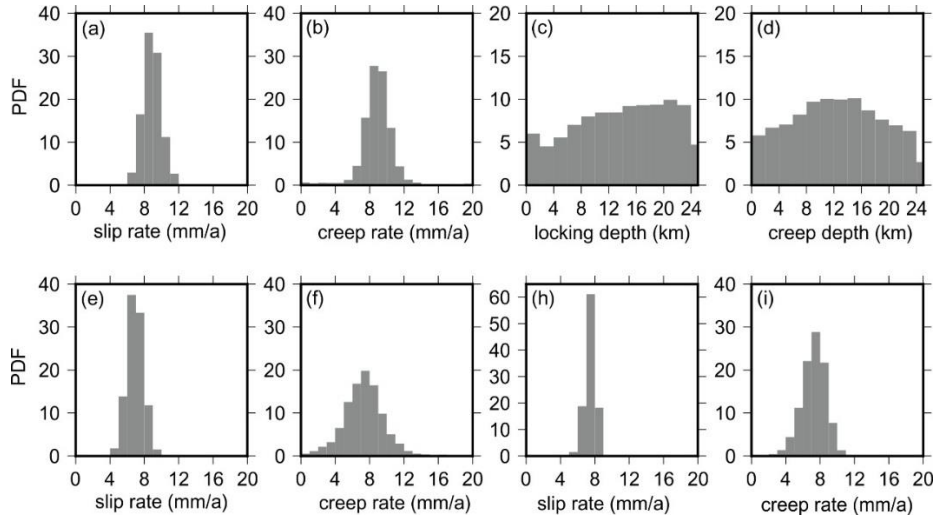 (a) (b) (c) (d)
PDF
40 30 20 10 0
40 30 20 10 0
20 15 10 5 0
20 15 10 5 0
0 4 8 12 16 20 0 4 8 12 16 20 0 4 8 12 16 20 24 0 4 8 12 16 20 24
slip rate (mm/a) creep rate (mm/a) locking depth (km) creep depth (km)
(e) (f) (h) (i)
PDF
40 30 20 10 0
40 30 20 10 0
60 50 40 30 20 10 0
40 30 20 10 0
0 4 8 12 16 20 0 4 8 12 16 20 0 4 8 12 16 20 0 4 8 12 16 20
slip rate (mm/a) creep rate (mm/a) slip rate (mm/a) creep rate (mm/a)